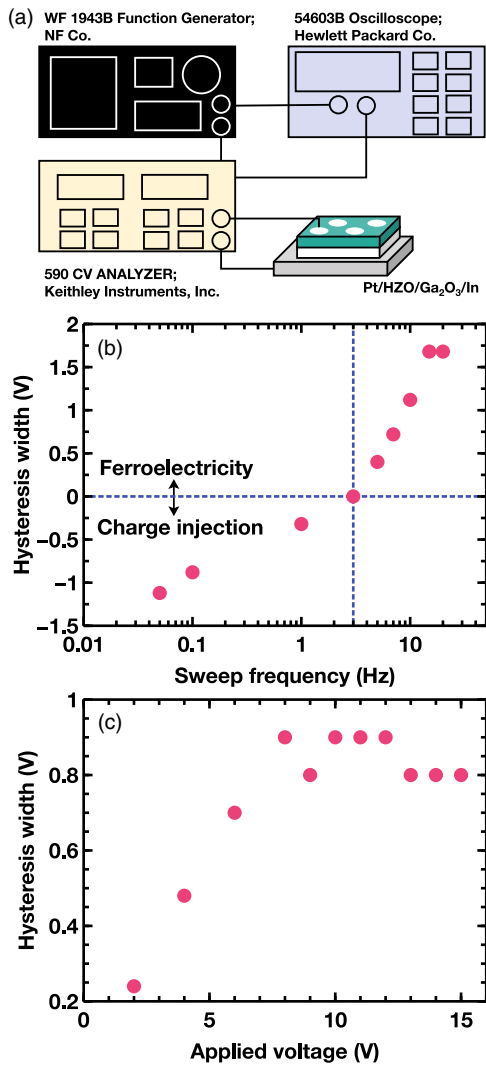 (a) WF 1943B Function Generator;
NF Co.
54603B Oscilloscope;
Hewlett Packard Co.
590 CV ANALYZER;
Keithley Instruments, Inc.
Pt/HZO/Ga₂O₃/In
(b)
Hysteresis width (V)
2
1.5
1
0.5
0
−0.5
−1
−1.5
Ferroelectricity
Charge injection
0.01
0.1
1
10
Sweep frequency (Hz)
(c)
Hysteresis width (V)
1
0.8
0.6
0.4
0.2
0
5
10
15
Applied voltage (V)